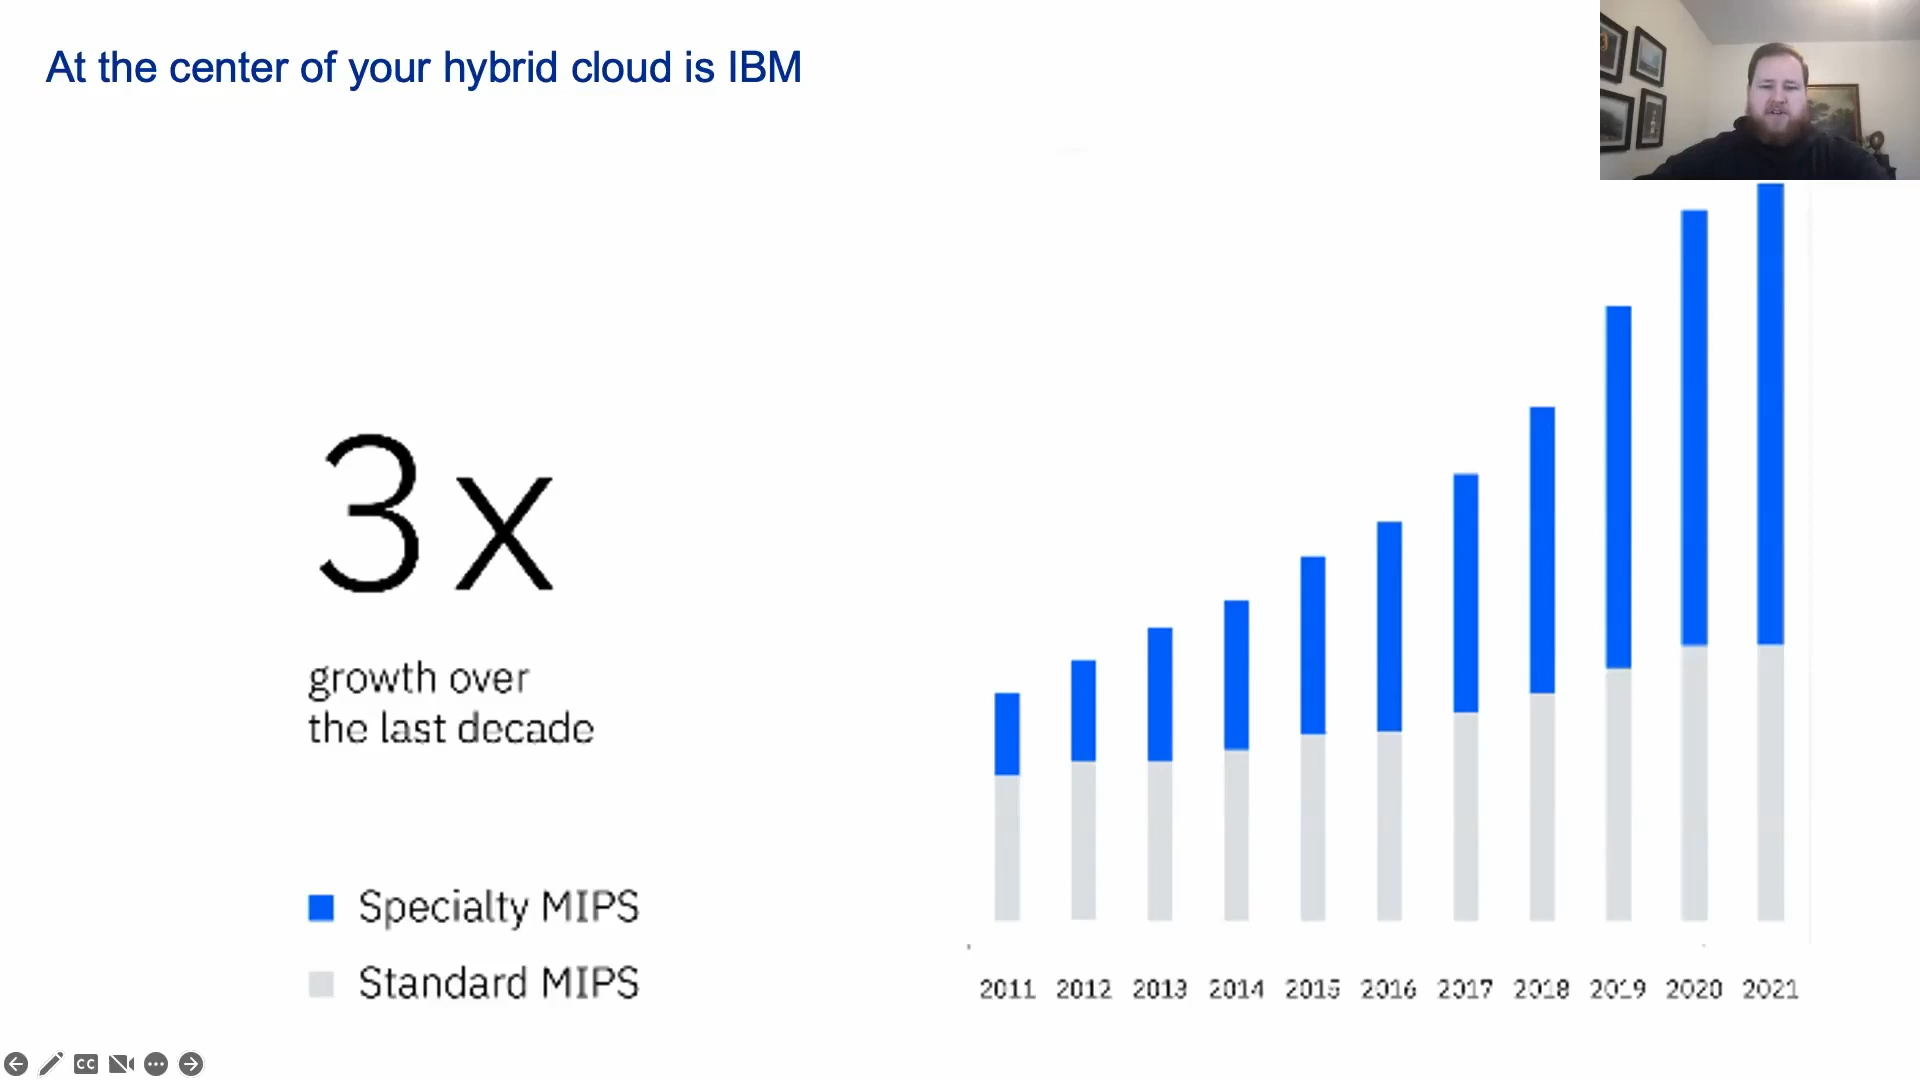 At the center of your hybrid cloud is IBM
3x
growth over
the last decade
Specialty MIPS
Standard MIPS
2011 2012 2013 2014 2015 2016 2017 2018 2019 2020 2021
CC